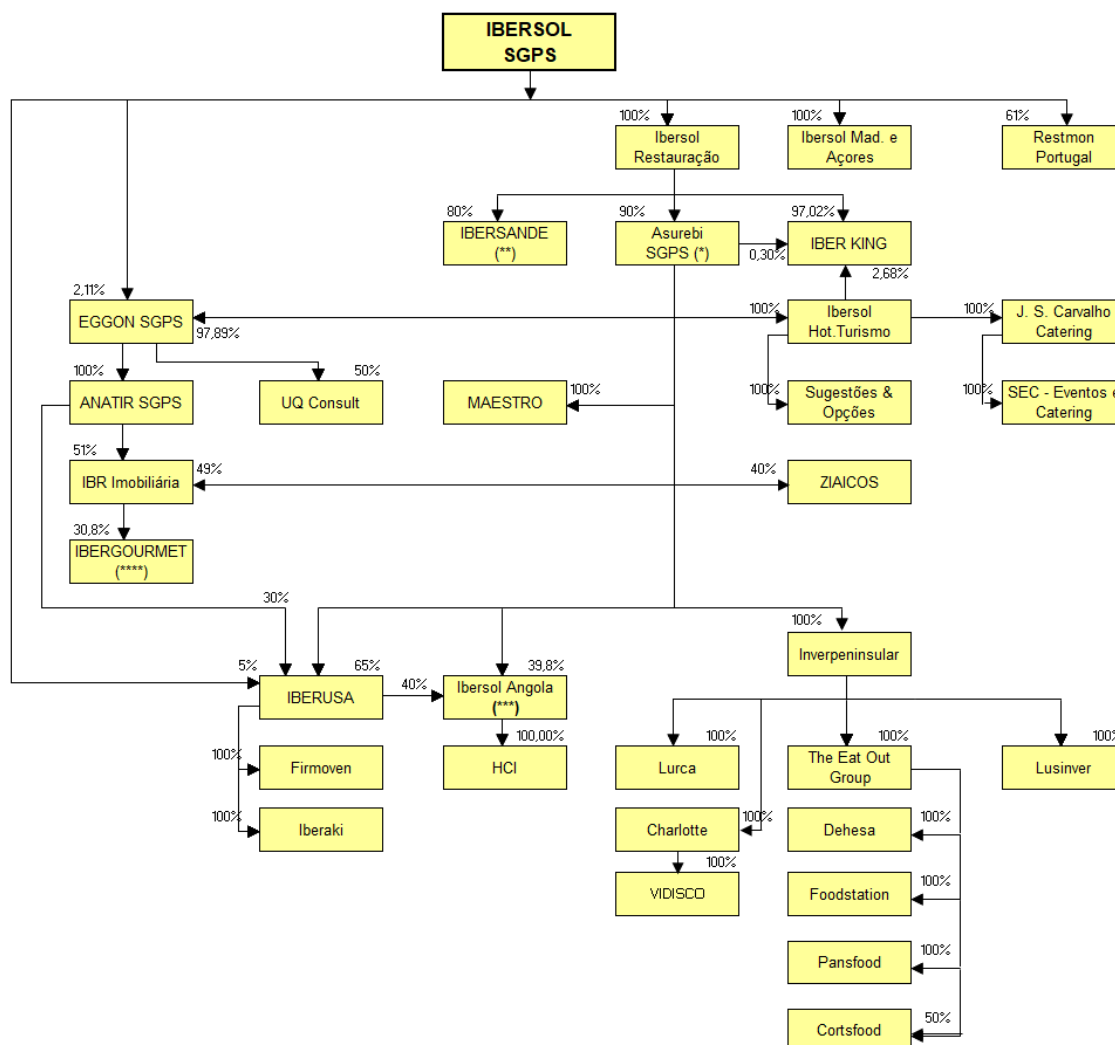 IBERSOL
SGPS
100%
100%
61%
Ibersol
Restauração
Ibersol Mad. e
Açores
Restmon
Portugal
80%
90%
97,02%
IBERSANDE
(**)
Asurebi
SGPS (*)
IBER KING
0,30%
2,68%
2,11%
EGGON SGPS
97,89%
100%
Ibersol
Hot.Turismo
100%
J. S. Carvalho
Catering
100%
50%
ANATIR SGPS
UQ Consult
MAESTRO
100%
100%
Sugestões &
Opções
100%
SEC - Eventos e
Catering
51%
IBR Imobiliária
49%
40%
ZIAICOS
30,8%
IBERGOURMET
(****)
30%
100%
Inverpeninsular
5%
65%
IBERUSA
40%
39,8%
Ibersol Angola
(***)
100,00%
HCI
100%
Firmoven
100%
Iberaki
100%
Lurca
100%
The Eat Out
Group
100%
Lusinver
Charlotte
100%
100%
VIDISCO
100%
Dehesa
100%
Foodstation
100%
Pansfood
50%
Cortsfood